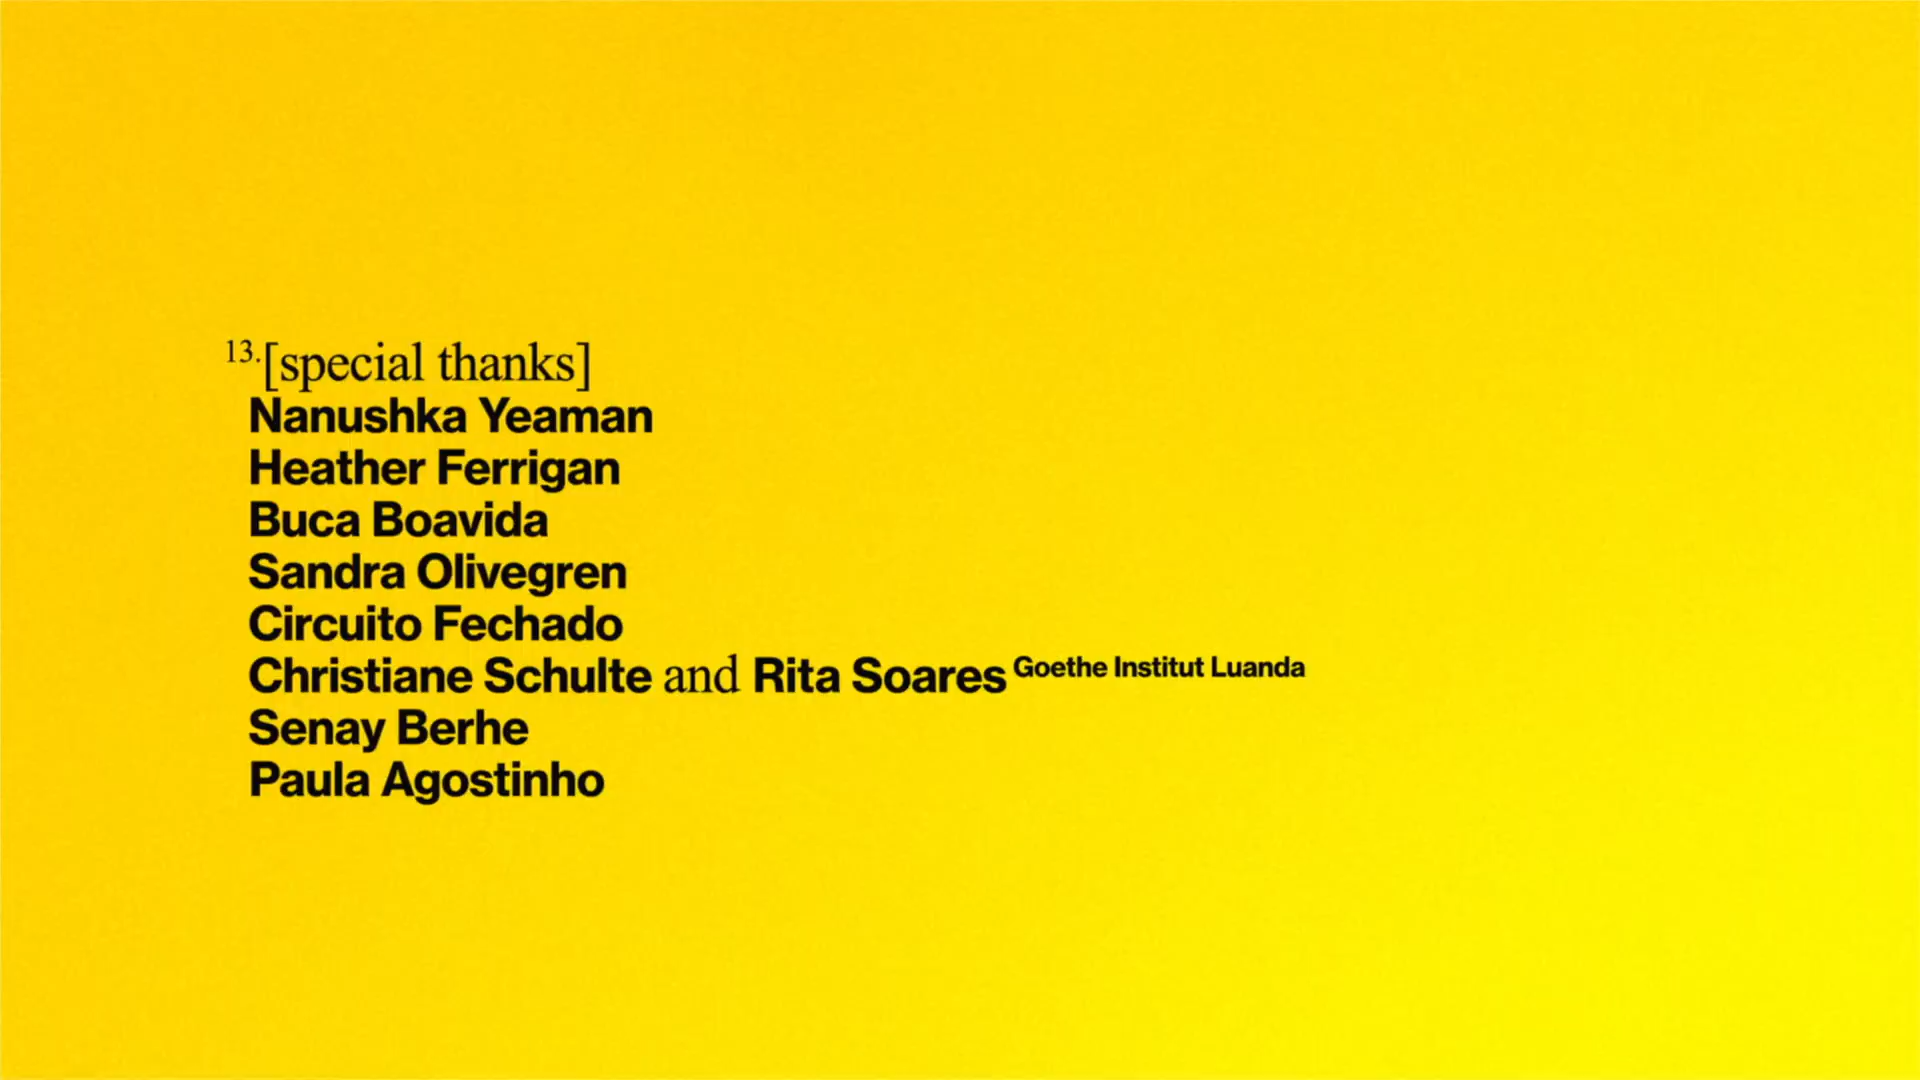 13.[special thanks]
Nanushka Yeaman
Heather Ferrigan
Buca Boavida
Sandra Olivegren
Circuito Fechado
Christiane Schulte and Rita Soares Goethe Institut Luanda
Senay Berhe
Paula Agostinho